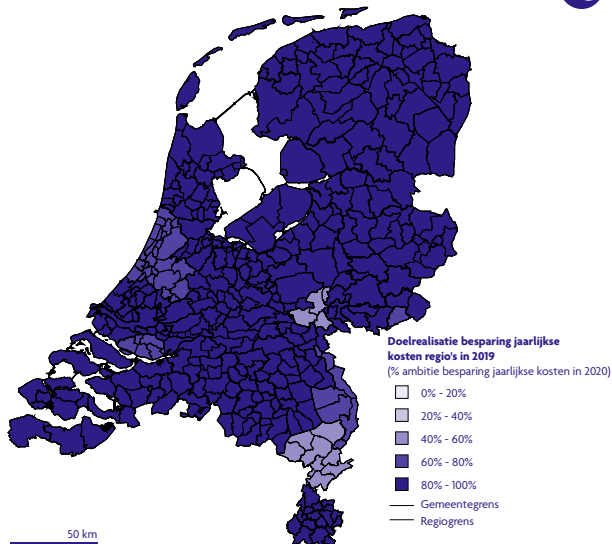 Doelrealisatie besparing jaarlijkse
kosten regio's in 2019
(% ambitie besparing jaarlijkse kosten in 2020)
0% - 20%
20% - 40%
40% - 60%
60% - 80%
80% - 100%
Gemeentegrens
Regiogrens
50 km